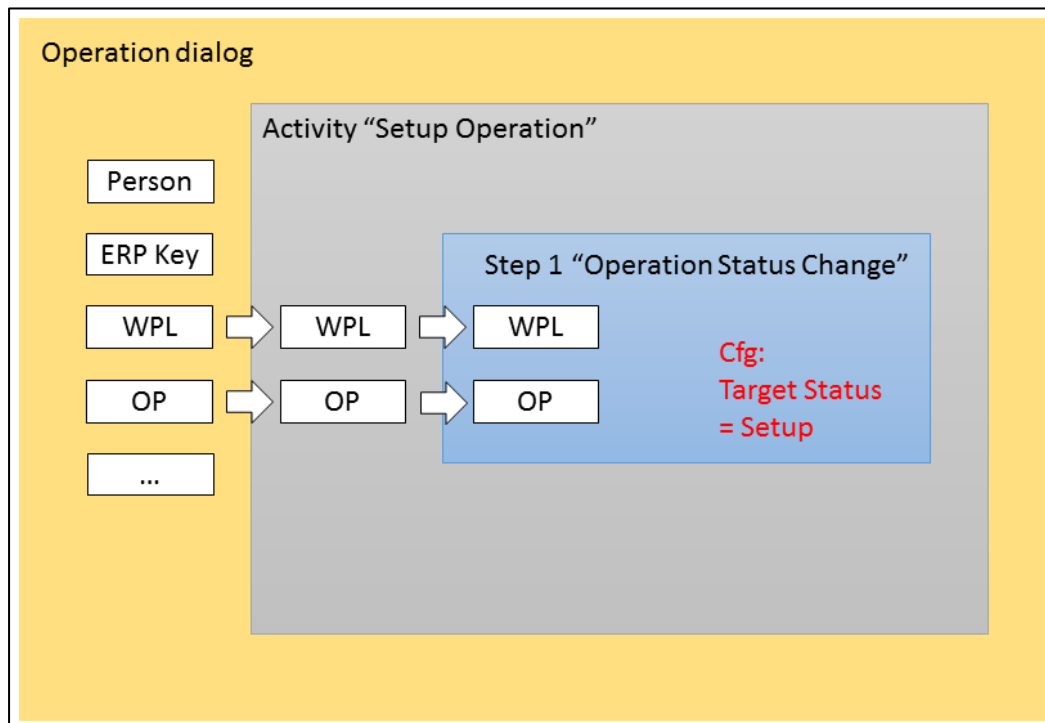 Operation dialog
Activity “Setup Operation”
Person
ERP Key
Step 1 “Operation Status Change”
WPL
WPL
WPL
Cfg:
Target Status
= Setup
OP
OP
OP
...